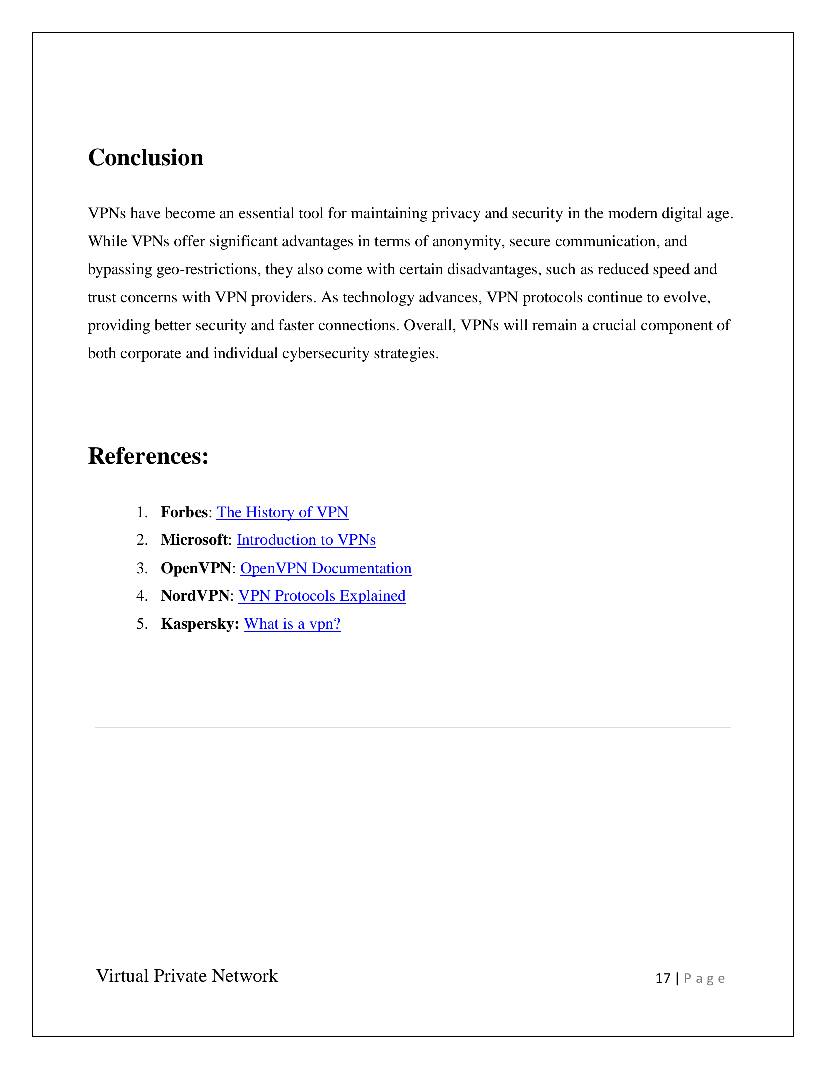 Conclusion
VPNs have become an essential tool for maintaining privacy and security in the modern digital age.
While VPNs offer significant advantages in terms of anonymity, secure communication, and
bypassing geo-restrictions, they also come with certain disadvantages, such as reduced speed and
trust concerns with VPN providers. As technology advances, VPN protocols continue to evolve,
providing better security and faster connections. Overall, VPNs will remain a crucial component of
both corporate and individual cybersecurity strategies.
References:
1. Forbes: The History of VPN
2. Microsoft: Introduction to VPNs
3. OpenVPN: OpenVPN Documentation
4. NordVPN: VPN Protocols Explained
5. Kaspersky: What is a vpn?
Virtual Private Network 17 | Page